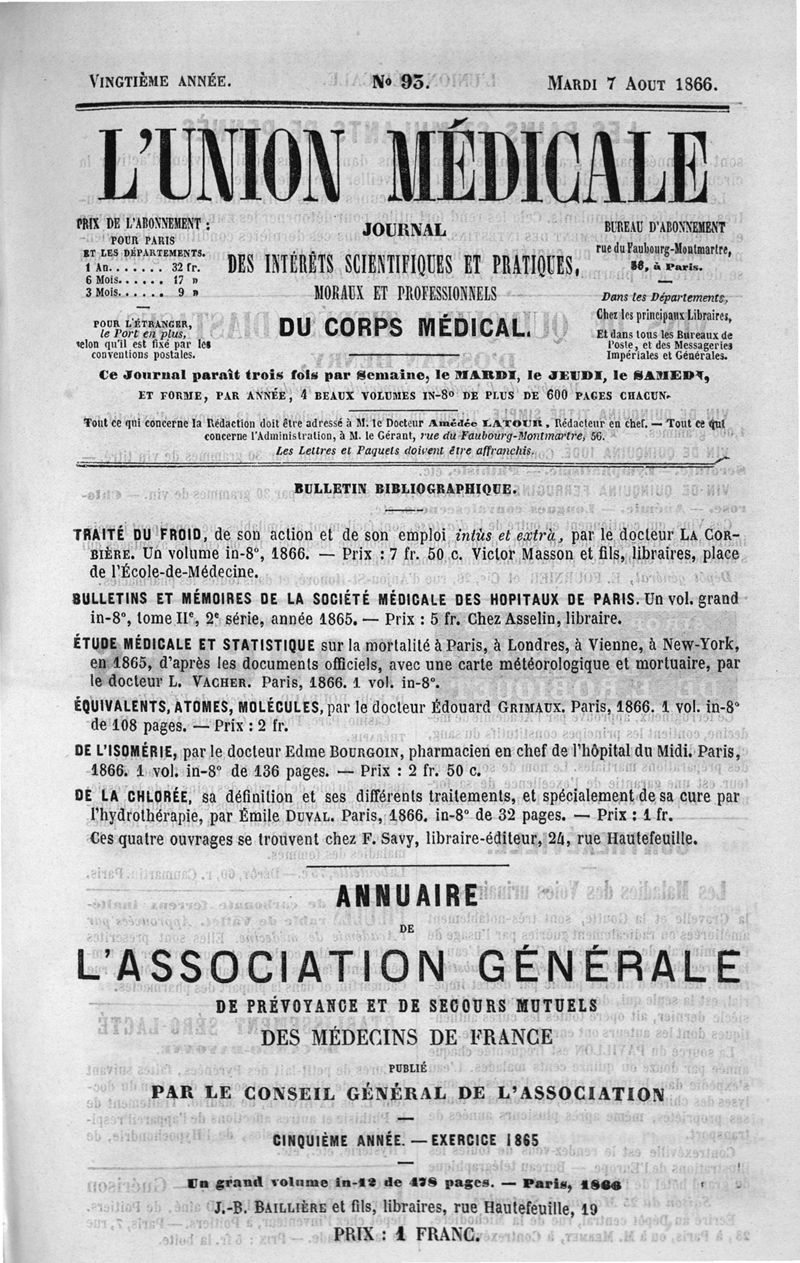 VINGTIÈME ANNÉE. No 93. MARDI 7 AOUT 1866.
L'UNION MÉDICALE
PRIX DE L'ABONNEMENT :
POUR PARIS
ET LES DÉPARTEMENTS.
1 An....... 32 fr.
6 Mois...... 17 »
3 Mois...... 9 »
POUR L'ÉTRANGER,
le Port en plus,
selon qu'il est fixé par les
conventions postales.
JOURNAL
DES INTÉRÊTS SCIENTIFIQUES ET PRATIQUES,
MORAUX ET PROFESSIONNELS
DU CORPS MÉDICAL.
BUREAU D'ABONNEMENT
rue du Faubourg-Montmartre,
56, à Paris.
Dans les Départements,
Chez les principaux Libraires,
Et dans tous les Bureaux de
Poste, et des Messageries
Impériales et Générales.
Ce Journal paraît trois fois par Semaine, le MARDI, le JEUDI, le SAMEDI,
ET FORME, PAR ANNÉE, 4 BEAUX VOLUMES IN-8o DE PLUS DE 600 PAGES CHACUN.
Tout ce qui concerne la Rédaction doit être adressé à M. le Docteur Amédée LATOUR, Rédacteur en chef. — Tout ce qui
concerne l'Administration, à M. le Gérant, rue du Faubourg-Montmartre, 56.
Les Lettres et Paquets doivent être affranchis.
BULLETIN BIBLIOGRAPHIQUE.
TRAITÉ DU FROID, de son action et de son emploi intùs et extrà, par le docteur LA COR-
BIÈRE. Un volume in-8°, 1866. — Prix : 7 fr. 50 c. Victor Masson et fils, libraires, place
de l'École-de-Médecine.
BULLETINS ET MÉMOIRES DE LA SOCIÉTÉ MÉDICALE DES HOPITAUX DE PARIS. Un vol. grand
in-8°, tome IIe, 2e série, année 1865. — Prix : 5 fr. Chez Asselin, libraire.
ÉTUDE MÉDICALE ET STATISTIQUE sur la mortalité à Paris, à Londres, à Vienne, à New-York,
en 1865, d'après les documents officiels, avec une carte météorologique et mortuaire, par
le docteur L. VACHER. Paris, 1866. 1 vol. in-8°.
ÉQUIVALENTS, ATOMES, MOLÉCULES, par le docteur Édouard GRIMAUX. Paris, 1866. 1 vol. in-8°
de 108 pages. — Prix : 2 fr.
DE L'ISOMÉRIE, par le docteur Edme BOURGOIN, pharmacien en chef de l'hôpital du Midi. Paris,
1866. 1 vol. in-8° de 136 pages. — Prix : 2 fr. 50 c.
DE LA CHLORÉE, sa définition et ses différents traitements, et spécialement de sa cure par
l'hydrothérapie, par Émile DUVAL. Paris, 1866. in-8° de 32 pages. — Prix : 1 fr.
Ces quatre ouvrages se trouvent chez F. Savy, libraire-éditeur, 24, rue Hautefeuille.
ANNUAIRE
DE
L'ASSOCIATION GÉNÉRALE
DE PRÉVOYANCE ET DE SECOURS MUTUELS
DES MÉDECINS DE FRANCE
PUBLIÉ
PAR LE CONSEIL GÉNÉRAL DE L'ASSOCIATION
CINQUIÈME ANNÉE. — EXERCICE 1865
Un grand volume in-12 de 478 pages. — Paris, 1866
J.-B. BAILLIÈRE et fils, libraires, rue Hautefeuille, 19
PRIX : 1 FRANC.